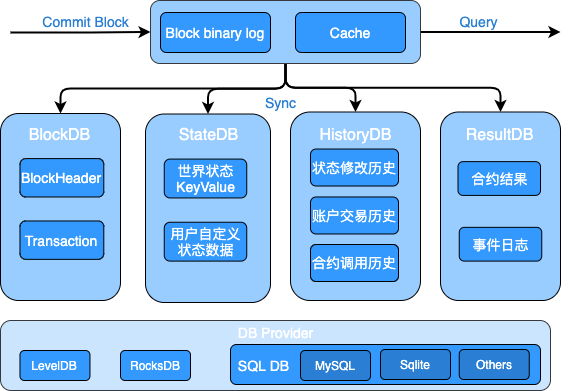 Commit Block
Block binary log
Cache
Query
Sync
BlockDB
BlockHeader
Transaction
StateDB
世界状态
KeyValue
用户自定义
状态数据
HistoryDB
状态修改历史
账户交易历史
合约调用历史
ResultDB
合约结果
事件日志
DB Provider
LevelDB
RocksDB
SQL DB
MySQL
Sqlite
Others